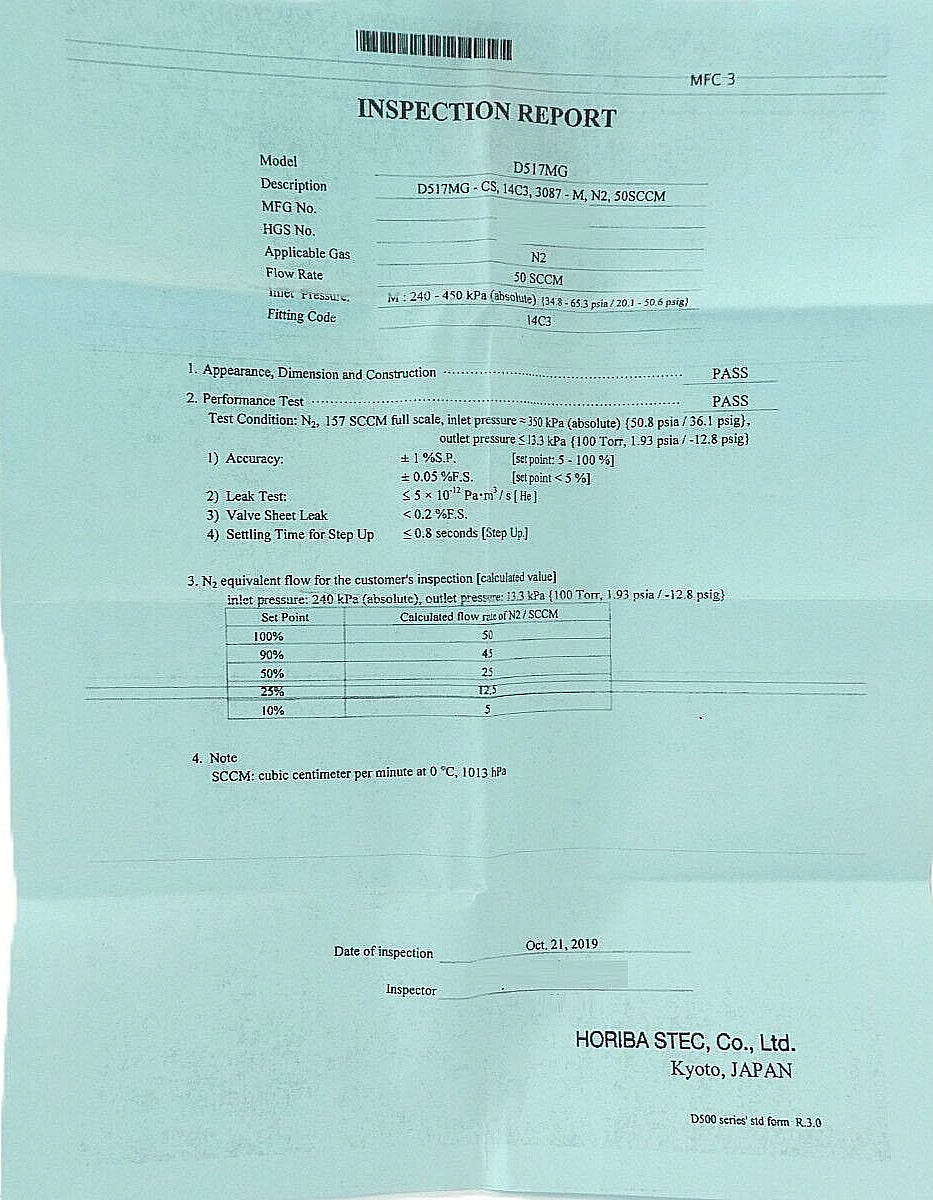 MFC 3
INSPECTION REPORT
Model D517MG
Description D517MG - CS, 14C3, 3087 - M, N2, 50SCCM
MFG No.
HGS No.
Applicable Gas N2
Flow Rate 50 SCCM
Inlet Pressure, M : 240 - 450 kPa (absolute) {34.8 - 65.3 psia / 20.1 - 50.6 psig}
Fitting Code 14C3
1. Appearance, Dimension and Construction ........................................ PASS
2. Performance Test ........................................ PASS
Test Condition: N₂, 157 SCCM full scale, inlet pressure ≈ 350 kPa (absolute) {50.8 psia / 36.1 psig},
outlet pressure ≤ 13.3 kPa {100 Torr, 1.93 psia / -12.8 psig}
1) Accuracy: ± 1 %S.P. [set point: 5 - 100 %]
± 0.05 %F.S. [set point < 5 %]
2) Leak Test: ≤ 5 × 10⁻¹² Pa·m³ / s [ He ]
3) Valve Sheet Leak < 0.2 %F.S.
4) Settling Time for Step Up ≤ 0.8 seconds [Step Up.]
3. N₂ equivalent flow for the customer's inspection [calculated value]
inlet pressure: 240 kPa (absolute), outlet pressure: 13.3 kPa {100 Torr, 1.93 psia / -12.8 psig}
Set Point Calculated flow rate of N2 / SCCM
100% 50
90% 45
50% 25
25% 12.5
10% 5
4. Note
SCCM: cubic centimeter per minute at 0 °C, 1013 hPa
Date of inspection Oct. 21, 2019
Inspector
HORIBA STEC, Co., Ltd.
Kyoto, JAPAN
D500 series' std form R.3.0